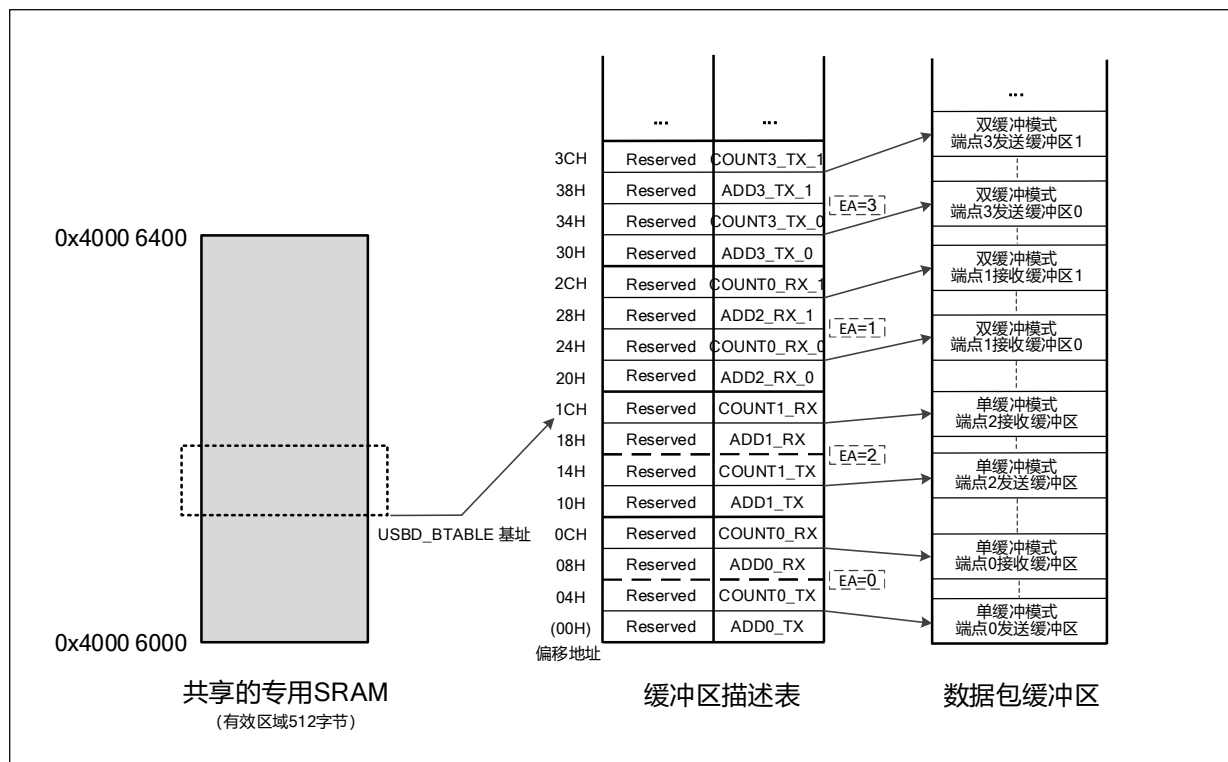 0x4000 6400
0x4000 6000
共享的专用SRAM
(有效区域512字节)
USBD_BTABLE 基址
... ...
3CH Reserved COUNT3_TX_1
38H Reserved ADD3_TX_1
34H Reserved COUNT3_TX_0
30H Reserved ADD3_TX_0
2CH Reserved COUNT0_RX_1
28H Reserved ADD2_RX_1
24H Reserved COUNT0_RX_0
20H Reserved ADD2_RX_0
1CH Reserved COUNT1_RX
18H Reserved ADD1_RX
14H Reserved COUNT1_TX
10H Reserved ADD1_TX
0CH Reserved COUNT0_RX
08H Reserved ADD0_RX
04H Reserved COUNT0_TX
(00H) Reserved ADD0_TX
偏移地址
缓冲区描述表
EA=3
EA=1
EA=2
EA=0
...
双缓冲模式
端点3发送缓冲区1
双缓冲模式
端点3发送缓冲区0
双缓冲模式
端点1接收缓冲区1
双缓冲模式
端点1接收缓冲区0
单缓冲模式
端点2接收缓冲区
单缓冲模式
端点2发送缓冲区
单缓冲模式
端点0接收缓冲区
单缓冲模式
端点0发送缓冲区
数据包缓冲区